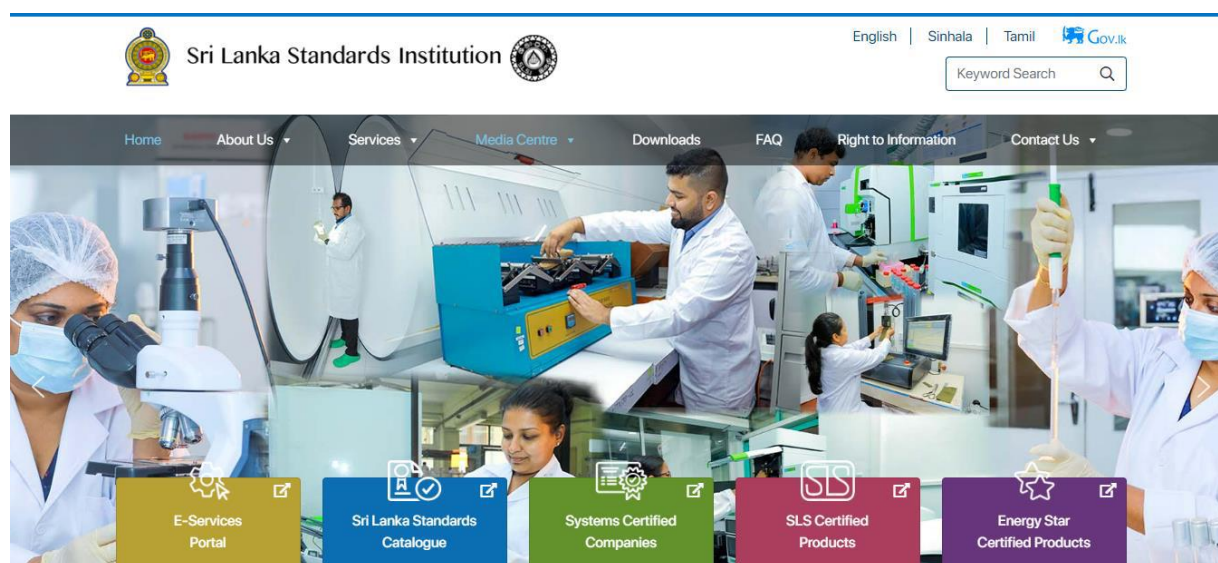 Sri Lanka Standards Institution
English | Sinhala | Tamil Gov.lk
Keyword Search
Home About Us Services Media Centre Downloads FAQ Right to Information Contact Us
E-Services
Portal
Sri Lanka Standards
Catalogue
Systems Certified
Companies
SLS
SLS Certified
Products
Energy Star
Certified Products